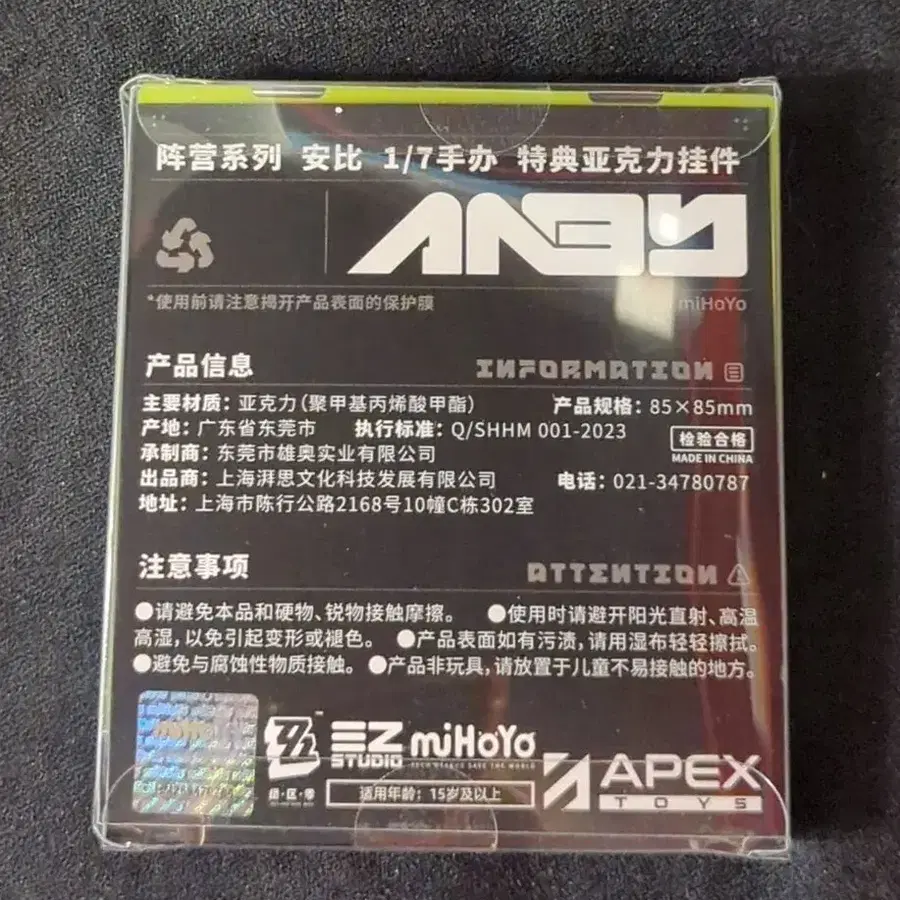 阵营系列 安比 1/7手办 特典亚克力挂件
ANBY
*使用前请注意揭开产品表面的保护膜
miHoYo
产品信息
INFORMATION
主要材质：亚克力（聚甲基丙烯酸甲酯） 产品规格：85×85mm
产地：广东省东莞市 执行标准：Q/SHHM 001-2023
检验合格
MADE IN CHINA
承制商：东莞市雄奥实业有限公司
出品商：上海湃思文化科技发展有限公司 电话：021-34780787
地址：上海市陈行公路2168号10幢C栋302室
注意事项
ATTENTION
●请避免本品和硬物、锐物接触摩擦。 ●使用时请避开阳光直射、高温
高湿，以免引起变形或褪色。 ●产品表面如有污渍，请用湿布轻轻擦拭。
●避免与腐蚀性物质接触。 ●产品非玩具，请放置于儿童不易接触的地方。
绝·区·零
EZ
STUDIO
miHoYo
TECH OTAKUS SAVE THE WORLD
适用年龄：15岁及以上
APEX
TOYS